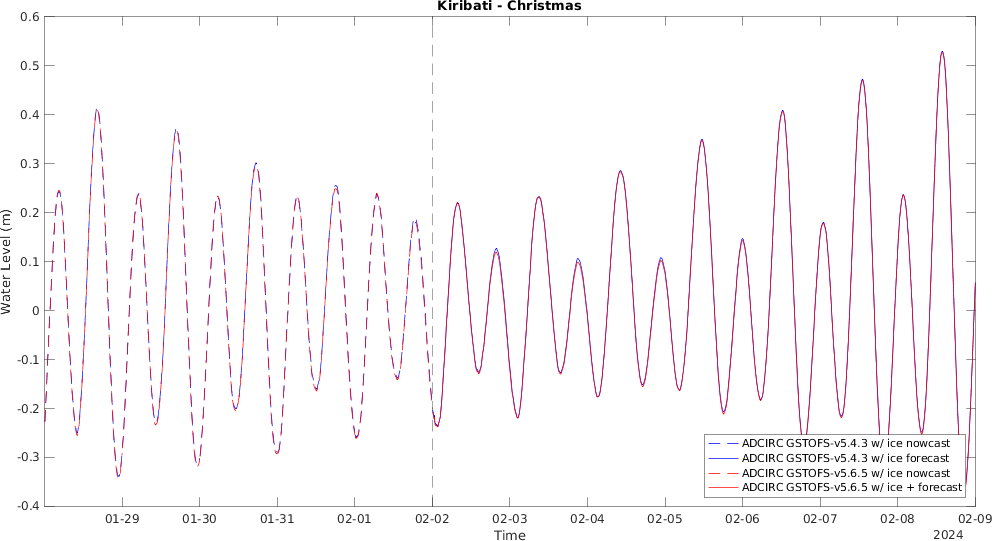 Kiribati - Christmas
0.6
0.5
0.4
0.3
0.2
0.1
0
-0.1
-0.2
-0.3
-0.4
Water Level (m)
ADCIRC GSTOFS-v5.4.3 w/ ice nowcast
ADCIRC GSTOFS-v5.4.3 w/ ice forecast
ADCIRC GSTOFS-v5.6.5 w/ ice nowcast
ADCIRC GSTOFS-v5.6.5 w/ ice + forecast
01-29 01-30 01-31 02-01 02-02 02-03 02-04 02-05 02-06 02-07 02-08 02-09
Time
2024